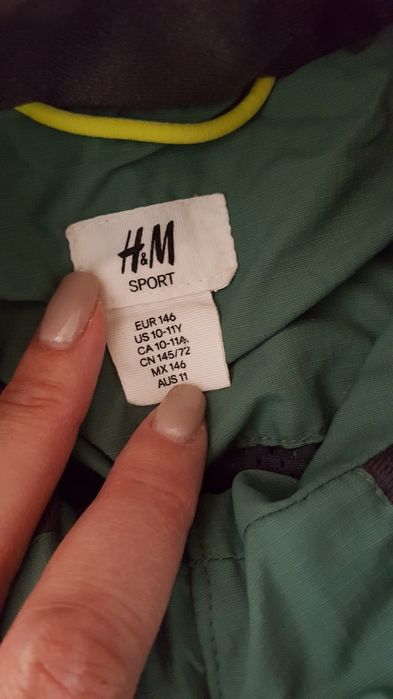 H&M
SPORT
EUR 146
US 10-11Y
CA 10-11A
CN 145/72
MX 146
AUS 11